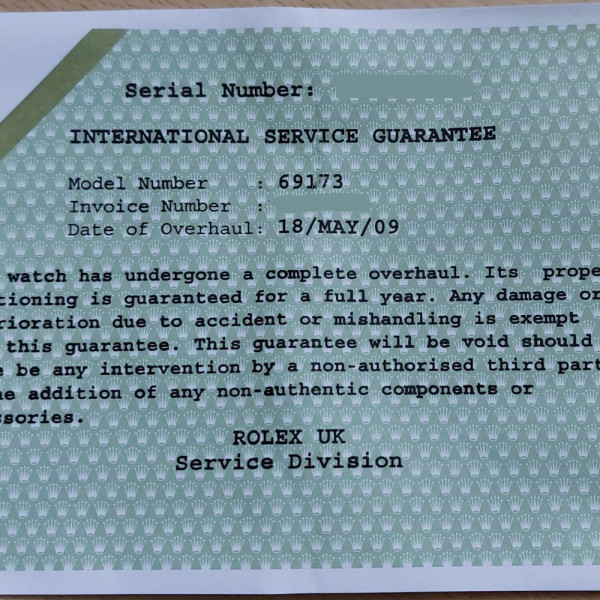 Serial Number:
INTERNATIONAL SERVICE GUARANTEE
Model Number : 69173
Invoice Number :
Date of Overhaul: 18/MAY/09
watch has undergone a complete overhaul. Its prope
tioning is guaranteed for a full year. Any damage or
rioration due to accident or mishandling is exempt
this guarantee. This guarantee will be void should
e be any intervention by a non-authorised third part
he addition of any non-authentic components or
ssories.
ROLEX UK
Service Division